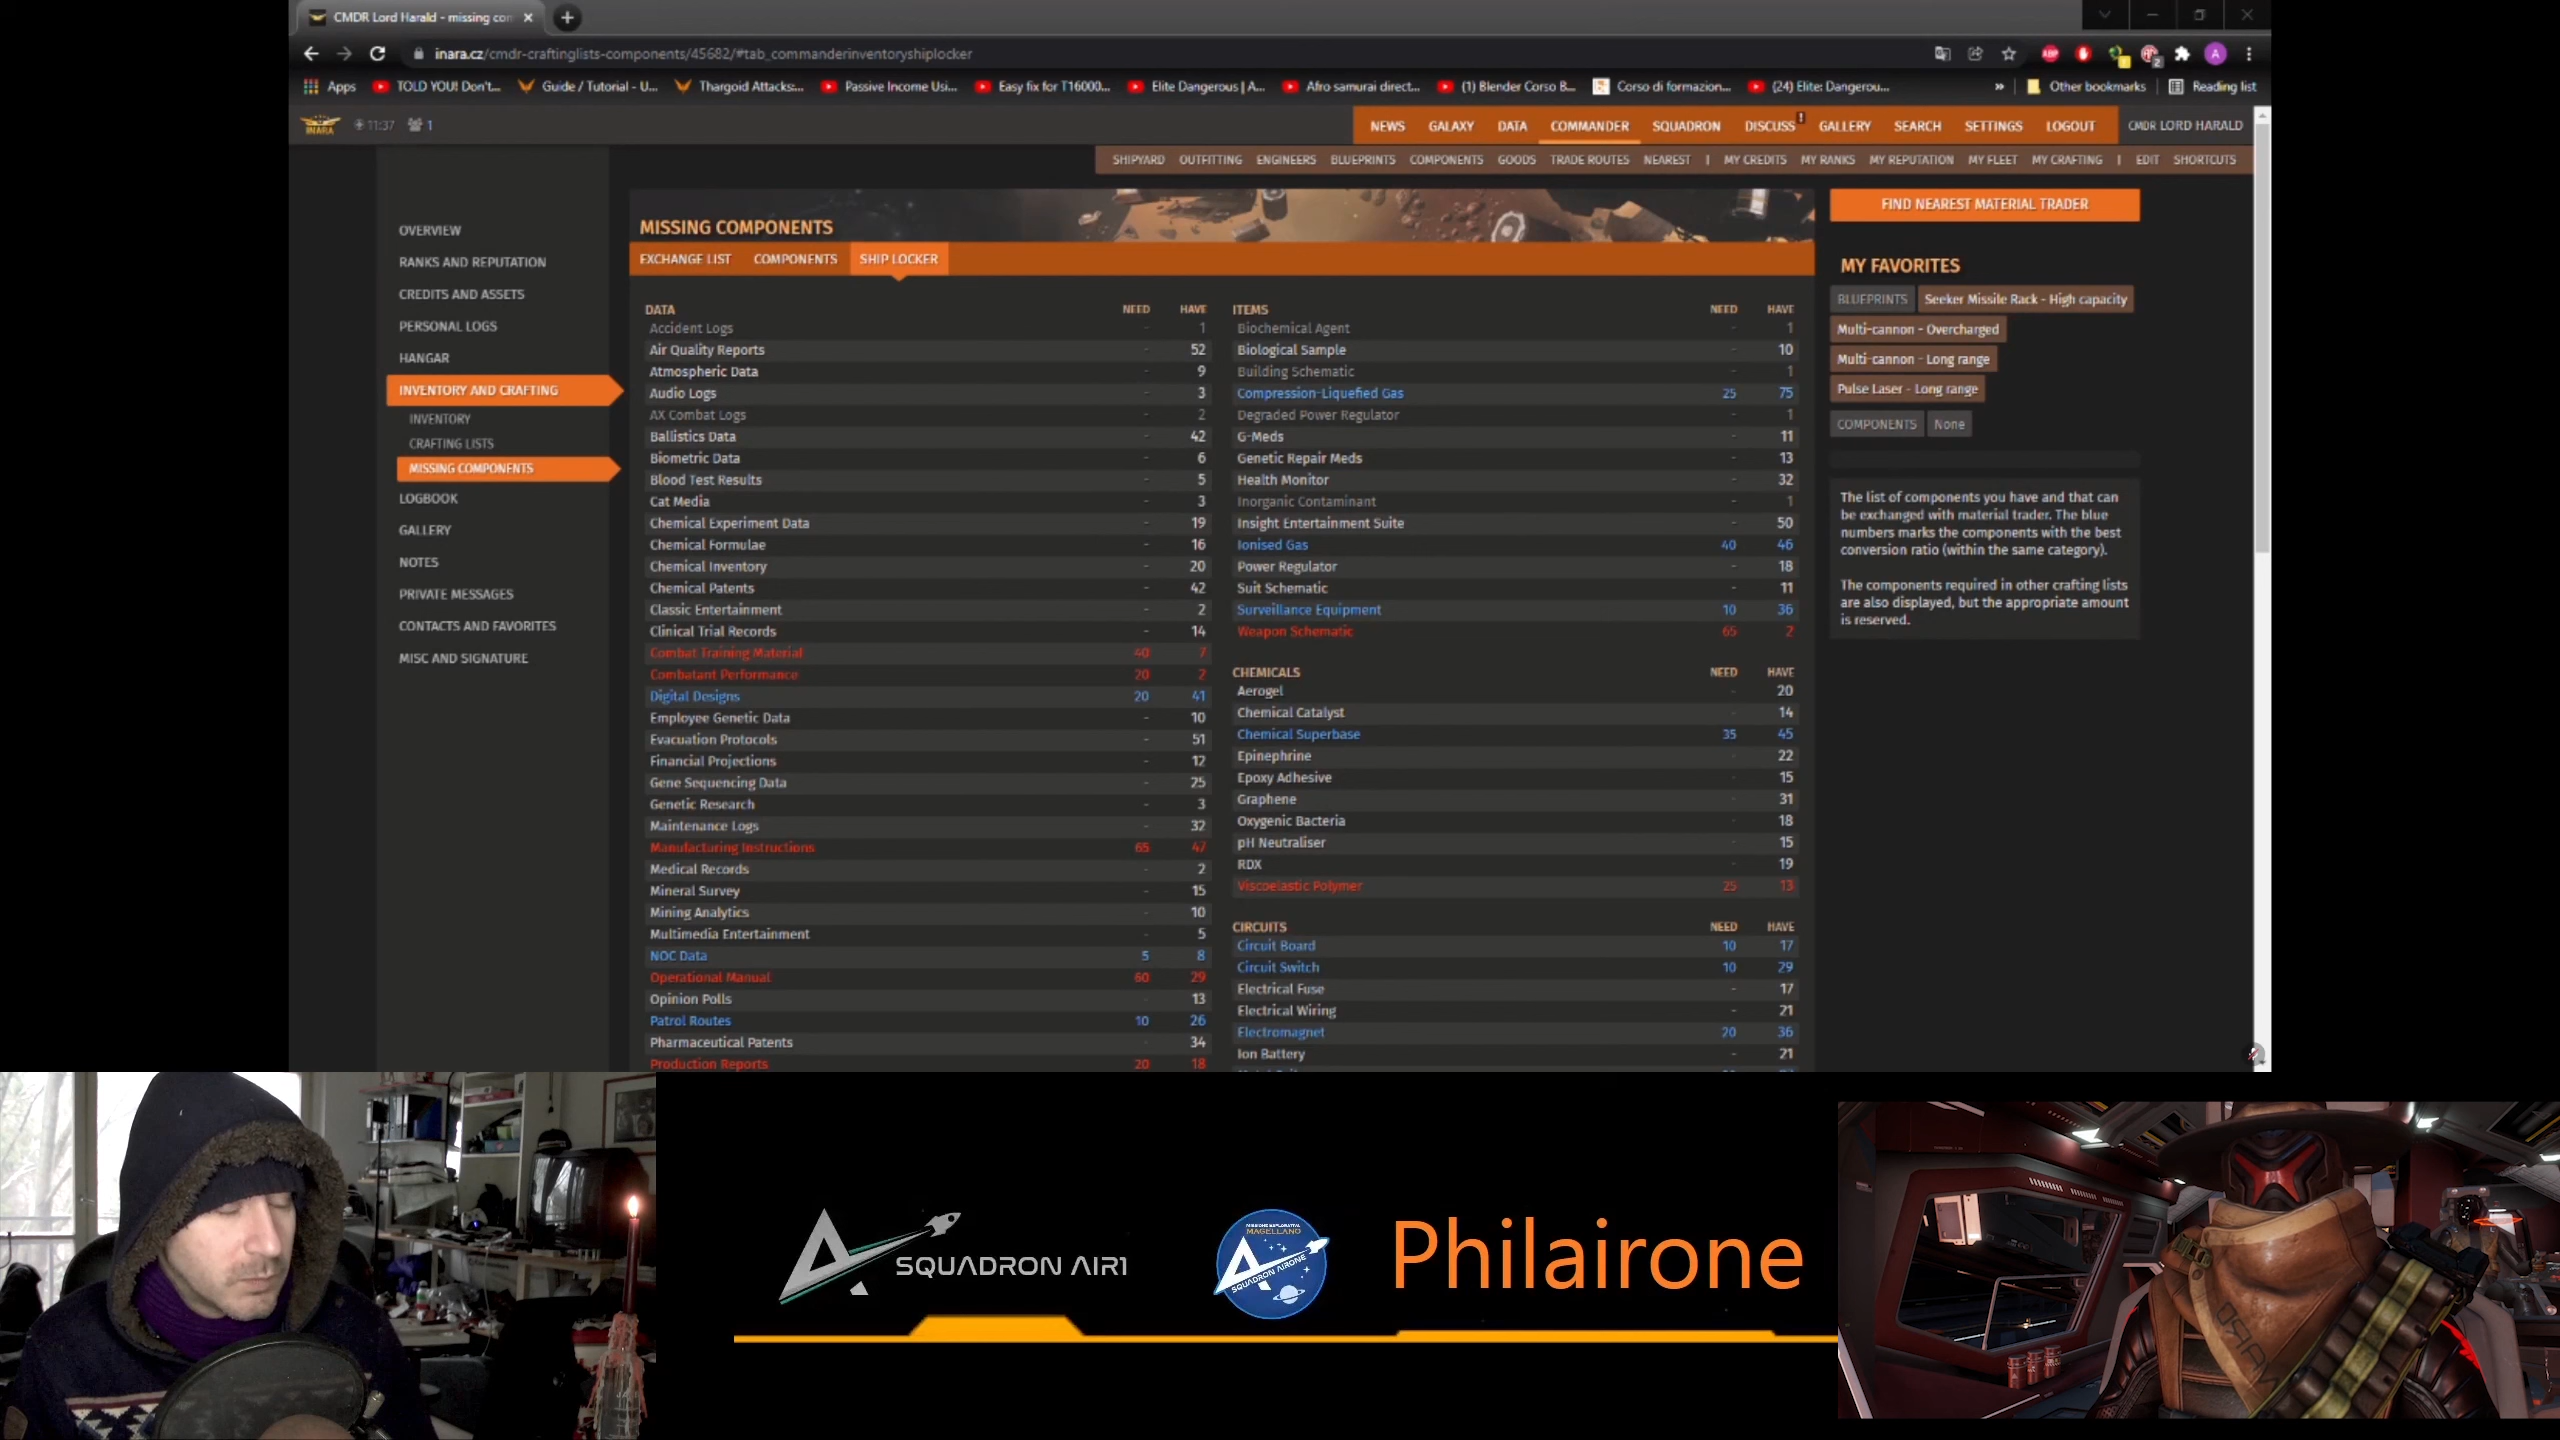 CMDR Lord Harald - missing con
inara.cz/cmdr-craftinglists-components/45682/#tab_commanderinventoryshiplocker
Apps TOLD YOU! Don't... Guide / Tutorial - U... Thargoid Attacks:... Passive Income Usi... Easy fix for T16000... Elite Dangerous | A... Afro samurai direct... (1) Blender Corso B... Corso di formazion... (24) Elite: Dangerou... » Other bookmarks Reading list
INARA 11:37 1
NEWS GALAXY DATA COMMANDER SQUADRON DISCUSS! GALLERY SEARCH SETTINGS LOGOUT CMDR LORD HARALD
SHIPYARD OUTFITTING ENGINEERS BLUEPRINTS COMPONENTS GOODS TRADE ROUTES NEAREST | MY CREDITS MY RANKS MY REPUTATION MY FLEET MY CRAFTING | EDIT SHORTCUTS
OVERVIEW
RANKS AND REPUTATION
CREDITS AND ASSETS
PERSONAL LOGS
HANGAR
INVENTORY AND CRAFTING
INVENTORY
CRAFTING LISTS
MISSING COMPONENTS
LOGBOOK
GALLERY
NOTES
PRIVATE MESSAGES
CONTACTS AND FAVORITES
MISC AND SIGNATURE
MISSING COMPONENTS
EXCHANGE LIST COMPONENTS SHIP LOCKER
DATA NEED HAVE
Accident Logs - 1
Air Quality Reports - 52
Atmospheric Data - 9
Audio Logs - 3
AX Combat Logs - 2
Ballistics Data - 42
Biometric Data - 6
Blood Test Results - 5
Cat Media - 3
Chemical Experiment Data - 19
Chemical Formulae - 16
Chemical Inventory - 20
Chemical Patents - 42
Classic Entertainment - 2
Clinical Trial Records - 14
Combat Training Material 40 7
Combatant Performance 20 2
Digital Designs 20 41
Employee Genetic Data - 10
Evacuation Protocols - 51
Financial Projections - 12
Gene Sequencing Data - 25
Genetic Research - 3
Maintenance Logs - 32
Manufacturing Instructions 65 47
Medical Records - 2
Mineral Survey - 15
Mining Analytics - 10
Multimedia Entertainment - 5
NOC Data 5 8
Operational Manual 60 29
Opinion Polls - 13
Patrol Routes 10 26
Pharmaceutical Patents - 34
Production Reports 20 18
ITEMS NEED HAVE
Biochemical Agent - 1
Biological Sample - 10
Building Schematic - 1
Compression-Liquefied Gas 25 75
Degraded Power Regulator - 1
G-Meds - 11
Genetic Repair Meds - 13
Health Monitor - 32
Inorganic Contaminant - 1
Insight Entertainment Suite - 50
Ionised Gas 40 46
Power Regulator - 18
Suit Schematic - 11
Surveillance Equipment 10 36
Weapon Schematic 65 2
CHEMICALS NEED HAVE
Aerogel - 20
Chemical Catalyst - 14
Chemical Superbase 35 45
Epinephrine - 22
Epoxy Adhesive - 15
Graphene - 31
Oxygenic Bacteria - 18
pH Neutraliser - 15
RDX - 19
Viscoelastic Polymer 25 13
CIRCUITS NEED HAVE
Circuit Board 10 17
Circuit Switch 10 29
Electrical Fuse - 17
Electrical Wiring - 21
Electromagnet 20 36
Ion Battery - 21
FIND NEAREST MATERIAL TRADER
MY FAVORITES
BLUEPRINTS Seeker Missile Rack - High capacity
Multi-cannon - Overcharged
Multi-cannon - Long range
Pulse Laser - Long range
COMPONENTS None
The list of components you have and that can
be exchanged with material trader. The blue
numbers marks the components with the best
conversion ratio (within the same category).
The components required in other crafting lists
are also displayed, but the appropriate amount
is reserved.
SQUADRON AIR1
MAGELLANO
SQUADRON AIRONE
Philairone